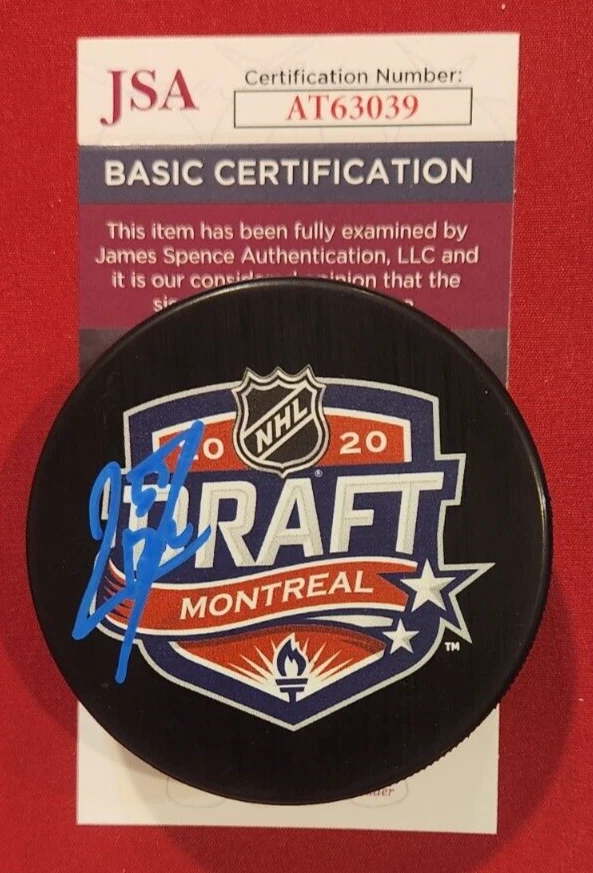 JSA
Certification Number:
AT63039
BASIC CERTIFICATION
This item has been fully examined by
James Spence Authentication, LLC and
it is our opinion that the
NHL
20 20
DRAFT
MONTREAL
TM